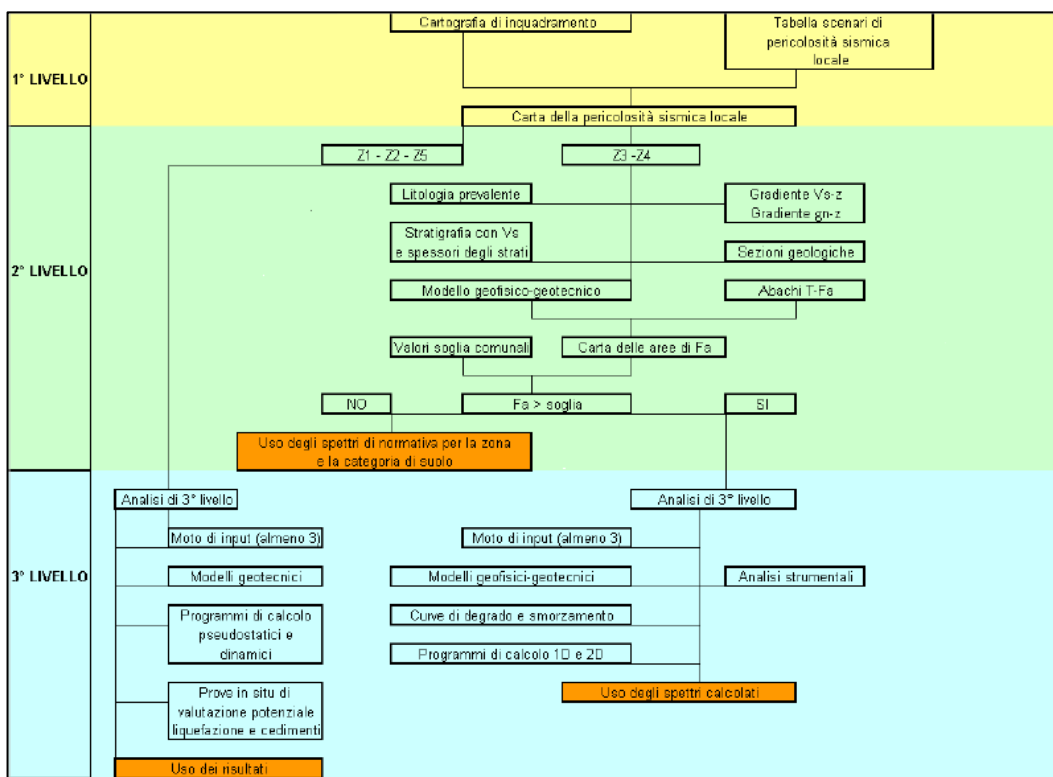 Cartografia di inquadramento
Tabella scenari di
pericolosità sismica
locale
1° LIVELLO
Carta della pericolosità sismica locale
Z1 - Z2 - Z5
Z3 -Z4
Litologia prevalente
Gradiente Vs-z
Gradiente gn-z
Stratigrafia con Vs
e spessori degli strati
Sezioni geologiche
2° LIVELLO
Modello geofisico-geotecnico
Abachi T-Fa
Valori soglia comunali
Carta delle aree di Fa
NO
Fa > soglia
SI
Uso degli spettri di normativa per la zona
e la categoria di suolo
Analisi di 3° livello
Analisi di 3° livello
Moto di input (almeno 3)
Moto di input (almeno 3)
3° LIVELLO
Modelli geotecnici
Modelli geofisici-geotecnici
Analisi strumentali
Programmi di calcolo
pseudostatici e
dinamici
Curve di degrado e smorzamento
Programmi di calcolo 1D e 2D
Prove in situ di
valutazione potenziale
liquefazione e cedimenti
Uso degli spettri calcolati
Uso dei risultati